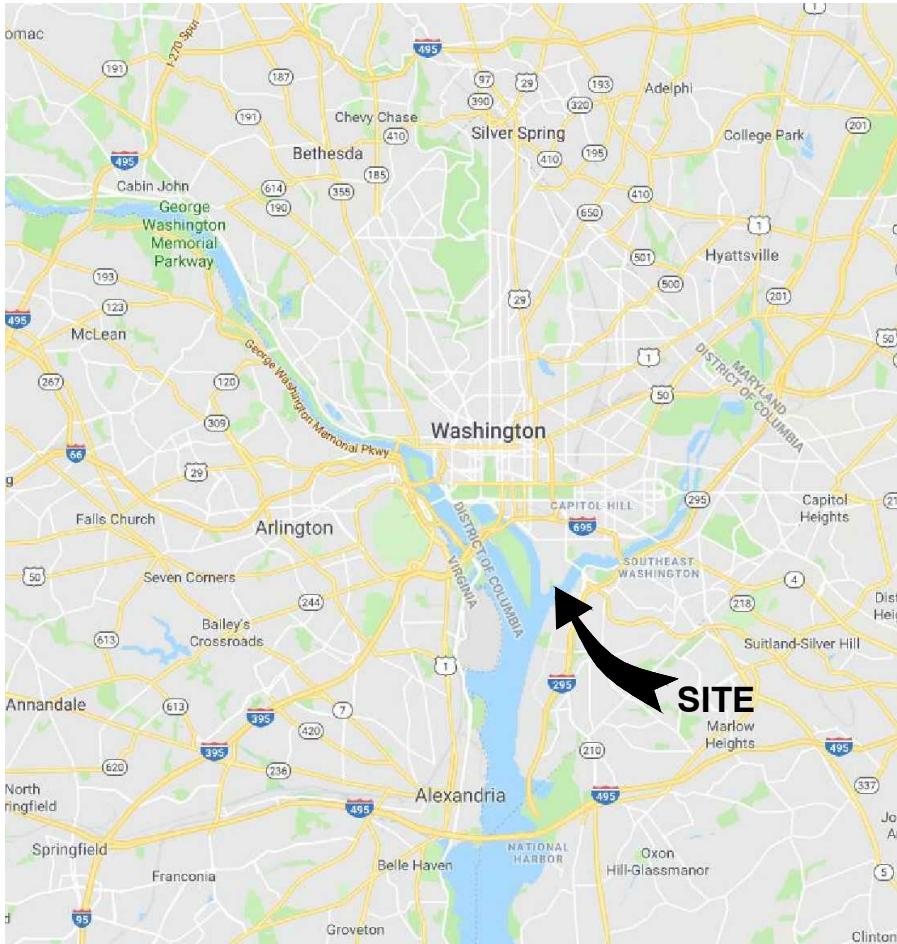 1
omac
I-270 Spur
495
29
97
191
187
193
390
Adelphi
320
Chevy Chase
191
201
410
Silver Spring
College Park
Bethesda
195
410
495
185
Cabin John
614
355
410
190
George
Washington
Memorial
Parkway
650
1
501
Hyattsville
193
500
29
201
123
495
McLean
50
George Washington Memorial Pkwy
1
MARYLAND
DISTRICT OF COLUMBIA
267
120
50
309
Washington
66
29
295
CAPITOL HILL
Capitol
Heights
Falls Church
Arlington
695
DISTRICT OF COLUMBIA
VIRGINIA
SOUTHEAST
WASHINGTON
50
Seven Corners
4
244
218
Bailey's
Crossroads
613
Suitland-Silver Hill
1
295
SITE
Annandale
613
7
395
Marlow
Heights
420
395
210
495
620
236
337
North
ringfield
Alexandria
495
495
Springfield
NATIONAL
HARBOR
Oxon
Hill-Glassmanor
Belle Haven
Franconia
5
95
Groveton
Clinton